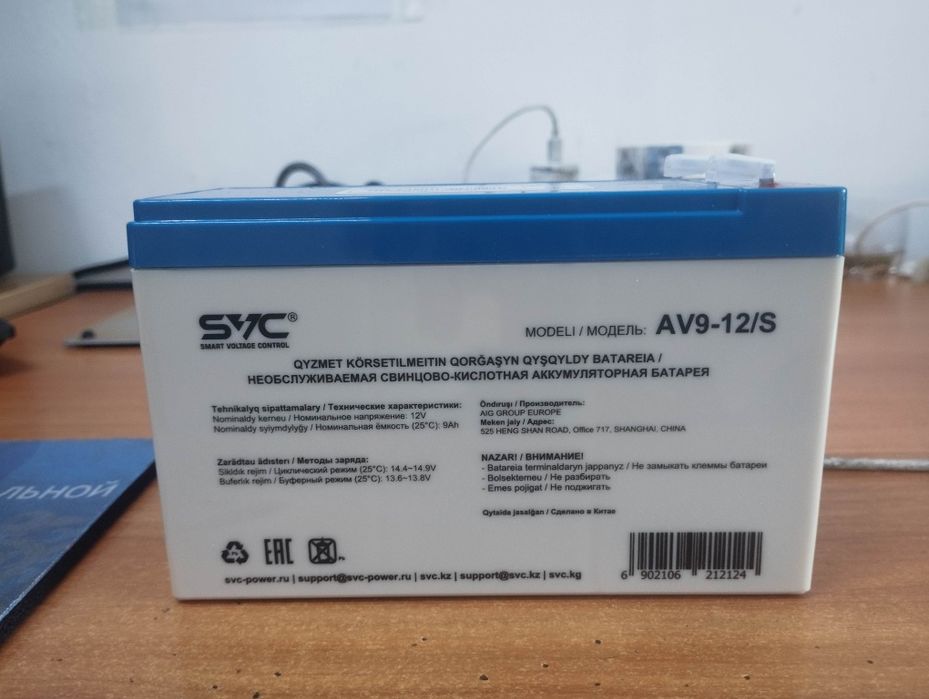 SVC®
SMART VOLTAGE CONTROL
MODELI / МОДЕЛЬ: AV9-12/S
QYZMET KÖRSETILMEITIN QORĞAŞYN QYŞQYLDY BATAREIA /
НЕОБСЛУЖИВАЕМАЯ СВИНЦОВО-КИСЛОТНАЯ АККУМУЛЯТОРНАЯ БАТАРЕЯ
Tehnikalyq sipattamalary / Технические характеристики:
Nominaldy kerneu / Номинальное напряжение: 12V
Nominaldy syiymdylyğy / Номинальная ёмкость (25°C): 9Ah
Zarädtau ädısterı / Методы заряда:
Sikldık rejim / Циклический режим (25°C): 14.4~14.9V
Buferlık rejim / Буферный режим (25°C): 13.6~13.8V
Öndıruşı / Производитель:
AIG GROUP EUROPE
Meken jaiy / Адрес:
525 HENG SHAN ROAD, Office 717, SHANGHAI, CHINA
NAZAR! / ВНИМАНИЕ!
- Batareia terminaldaryn jappanyz / Не замыкать клеммы батареи
- Bolsektemeu / Не разбирать
- Emes pojigat / Не поджигать
Qytaida jasalğan / Сделано в Китае
EAC
Pb
svc-power.ru | support@svc-power.ru | svc.kz | support@svc.kz | svc.kg
6 902106 212124
ЛЬНОЙ